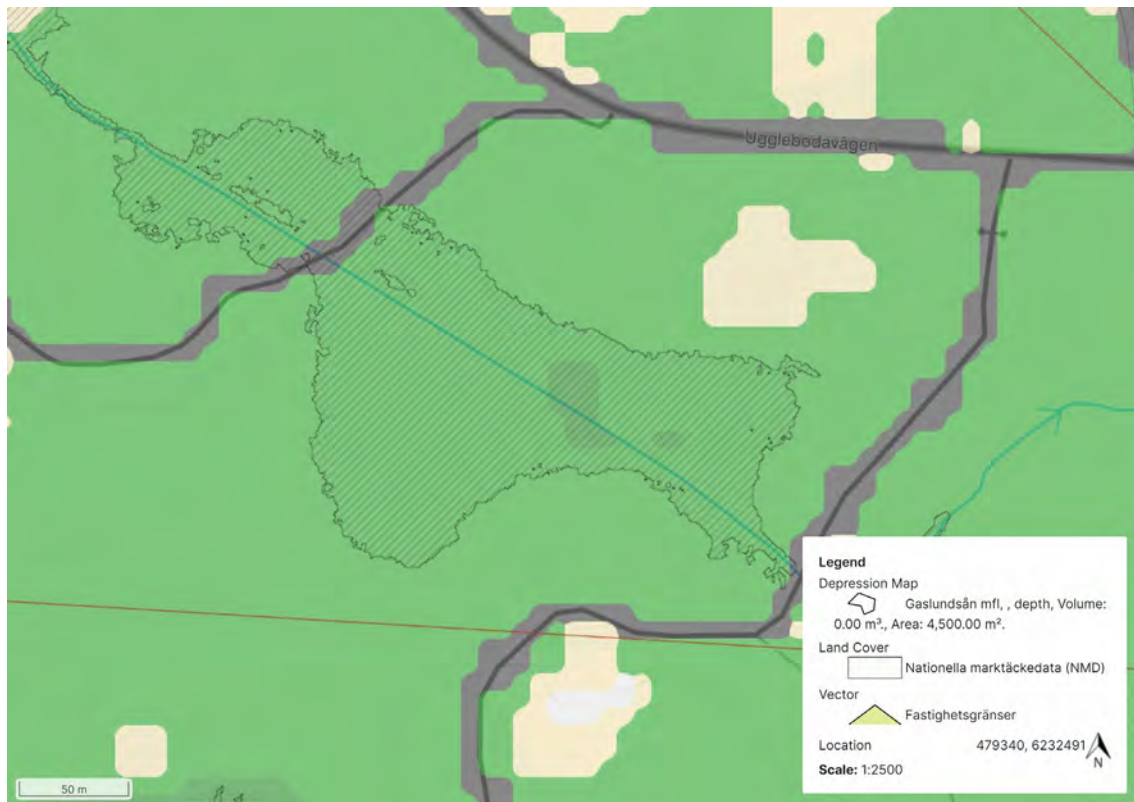 Ugglebodavägen
Legend
Depression Map
Gaslundsån mfl, , depth, Volume:
0.00 m³., Area: 4,500.00 m².
Land Cover
Nationella marktäckedata (NMD)
Vector
Fastighetsgränser
Location 479340, 6232491
N
Scale: 1:2500
50 m